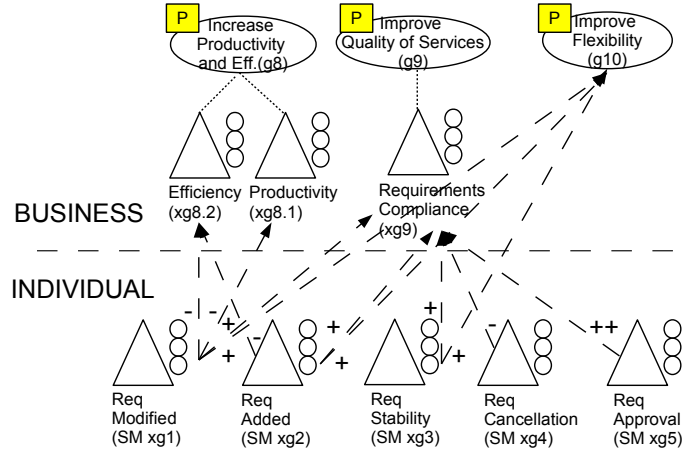 P
Increase
Productivity
and Eff.(g8)
P
Improve
Quality of Services
(g9)
P
Improve
Flexibility
(g10)
Efficiency
(xg8.2)
Productivity
(xg8.1)
Requirements
Compliance
(xg9)
BUSINESS
INDIVIDUAL
- - + + - + + + + - ++
Req
Modified
(SM xg1)
Req
Added
(SM xg2)
Req
Stability
(SM xg3)
Req
Cancellation
(SM xg4)
Req
Approval
(SM xg5)